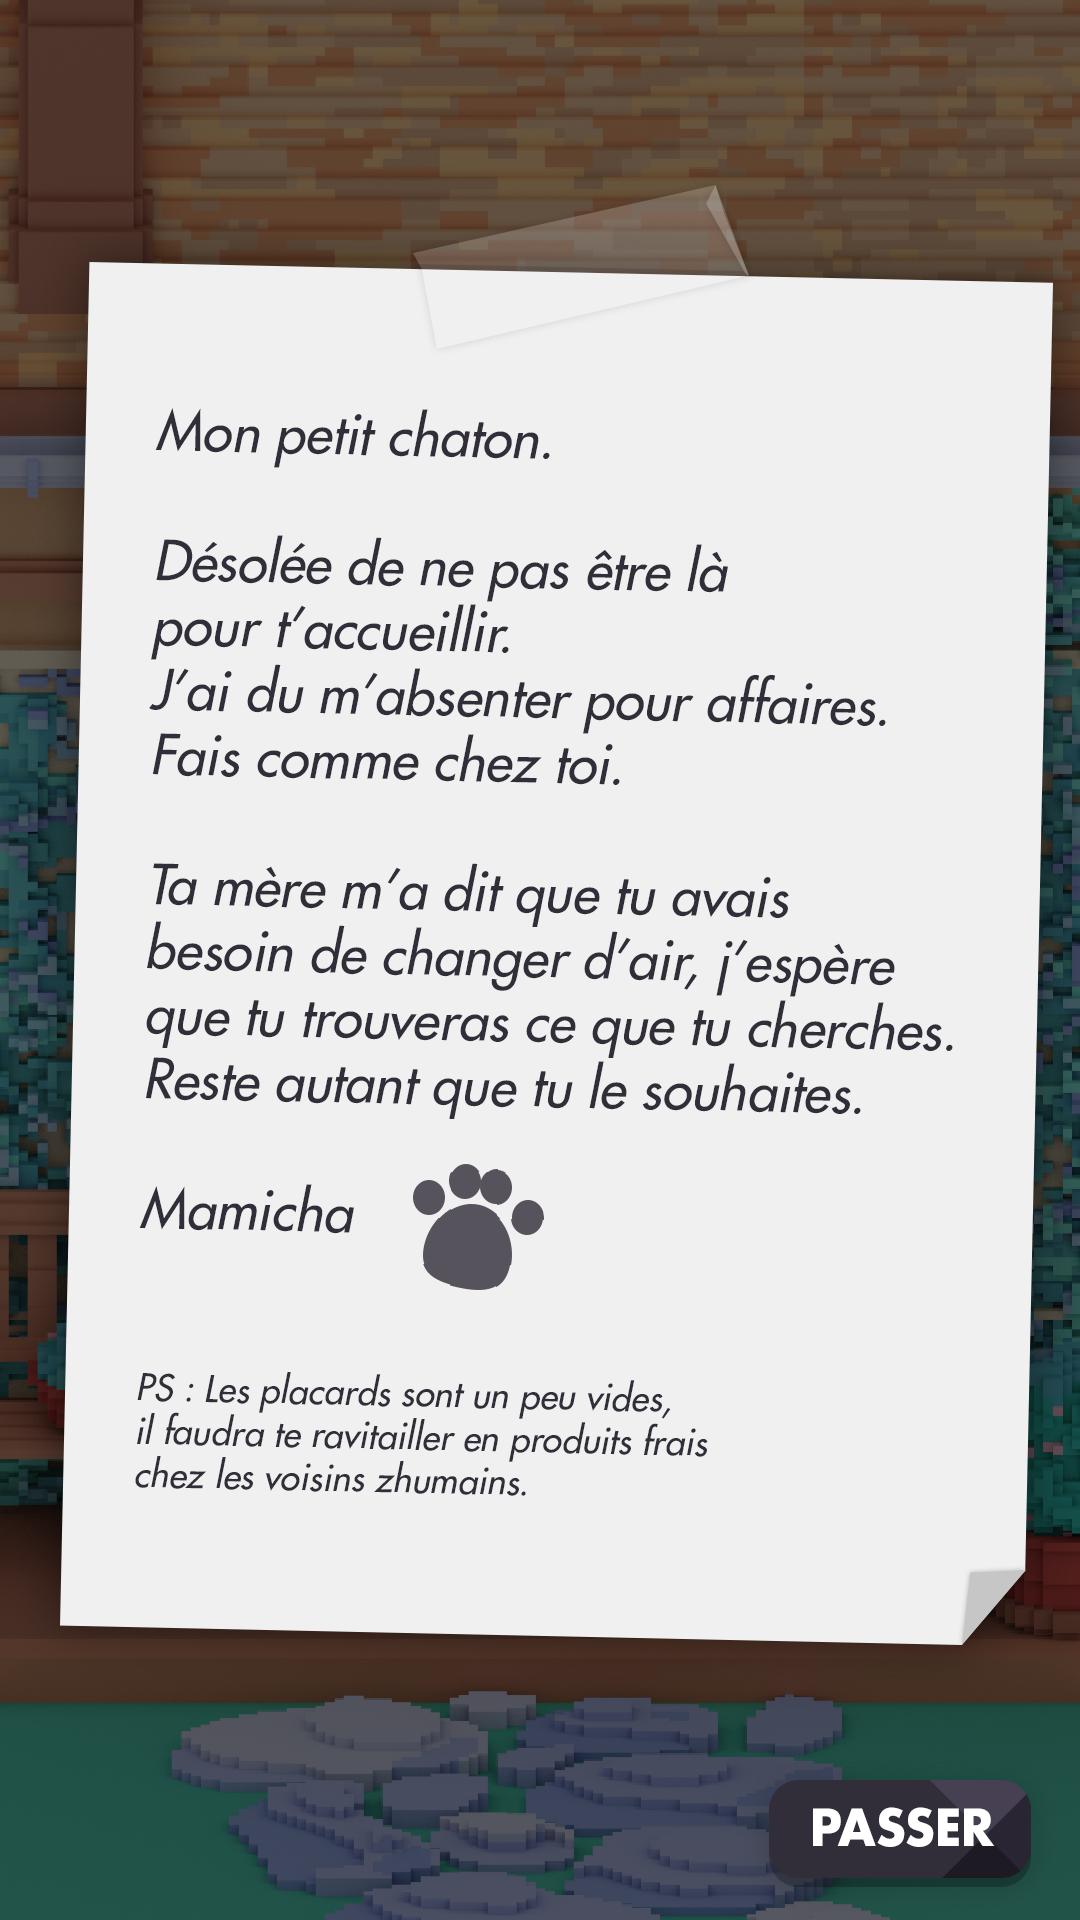 Mon petit chaton.
Désolée de ne pas être là
pour t’accueillir.
J’ai du m’absenter pour affaires.
Fais comme chez toi.
Ta mère m’a dit que tu avais
besoin de changer d’air, j’espère
que tu trouveras ce que tu cherches.
Reste autant que tu le souhaites.
Mamicha
PS : Les placards sont un peu vides,
il faudra te ravitailler en produits frais
chez les voisins zhumains.
PASSER